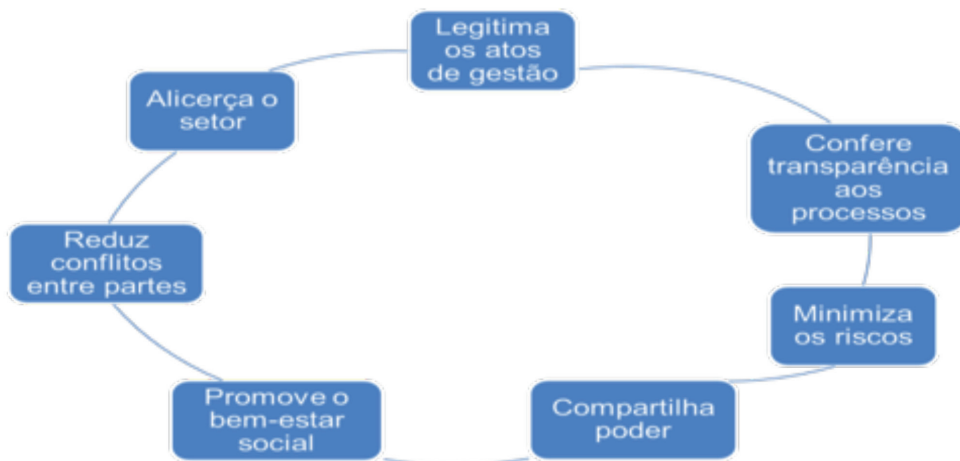 Legitima
os atos
de gestão
Confere
transparência
aos
processos
Minimiza
os riscos
Compartilha
poder
Promove o
bem-estar
social
Reduz
conflitos
entre partes
Alicerça o
setor